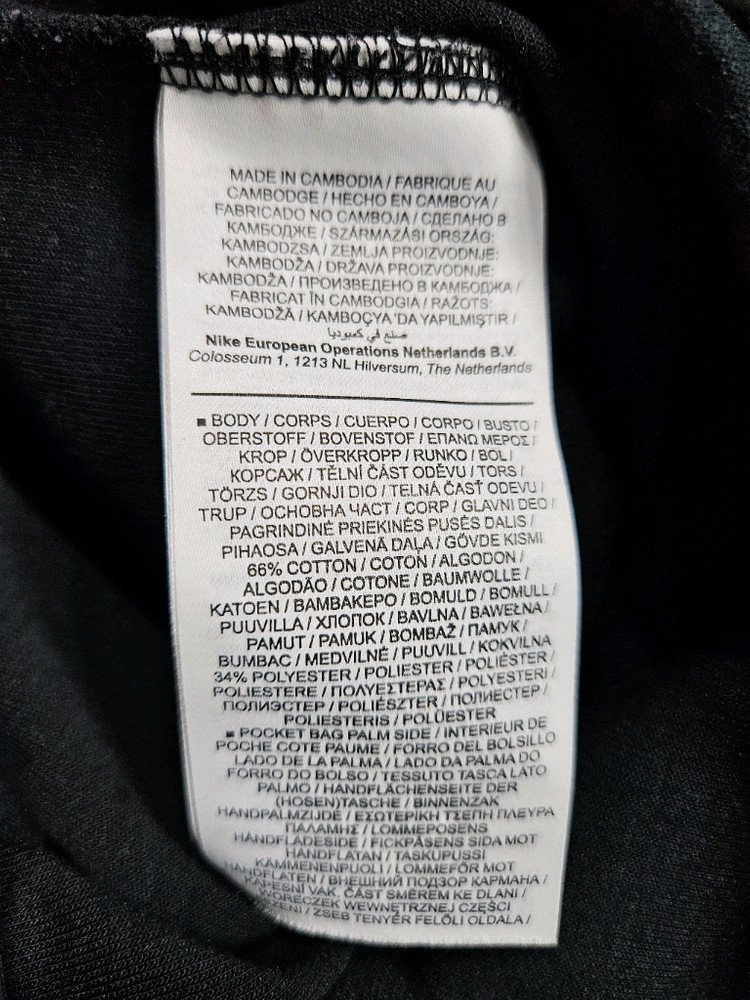 MADE IN CAMBODIA / FABRIQUE AU
CAMBODGE / HECHO EN CAMBOYA /
FABRICADO NO CAMBOJA / СДЕЛАНО В
КАМБОДЖЕ / SZÁRMAZÁSI ORSZÁG:
KAMBODZSA / ZEMLJA PROIZVODNJE:
KAMBODŽA / DRŽAVA PROIZVODNJE:
KAMBODŽA / ПРОИЗВЕДЕНО В КАМБОДЖА /
FABRICAT ÎN CAMBODGIA / RAŽOTS:
KAMBODŽĀ / KAMBOÇYA'DA YAPILMIŞTIR /
صنع في كمبوديا
Nike European Operations Netherlands B.V.
Colosseum 1, 1213 NL Hilversum, The Netherlands
■ BODY / CORPS / CUERPO / CORPO / BUSTO /
OBERSTOFF / BOVENSTOF / ΕΠΑΝΩ ΜΕΡΟΣ /
KROP / ÖVERKROPP / RUNKO / BOL /
КОРСАЖ / TĚLNÍ ČÁST ODĚVU / TORS /
TÖRZS / GORNJI DIO / TELNÁ ČASŤ ODEVU /
TRUP / ОСНОВНА ЧАСТ / CORP / GLAVNI DEO /
PAGRINDINĖ PRIEKINĖS PUSĖS DALIS /
PIHAOSA / GALVENĀ DAĻA / GÖVDE KISMI
66% COTTON / COTON / ALGODON /
ALGODÃO / COTONE / BAUMWOLLE /
KATOEN / ΒΑΜΒΑΚΕΡΟ / BOMULD / BOMULL /
PUUVILLA / ХЛОПОК / BAVLNA / BAWEŁNA /
PAMUT / PAMUK / BOMBAŽ / ПАМУК /
BUMBAC / MEDVILNĖ / PUUVILL / KOKVILNA
34% POLYESTER / POLIESTER / POLIÉSTER /
POLIESTERE / ΠΟΛΥΕΣΤΕΡΑΣ / POLYESTERI /
ПОЛИЭСТЕР / POLIÉSZTER / ПОЛИЕСТЕР /
POLIESTERIS / POLÜESTER
■ POCKET BAG PALM SIDE / INTERIEUR DE
POCHE COTE PAUME / FORRO DEL BOLSILLO
LADO DE LA PALMA / LADO DA PALMA DO
FORRO DO BOLSO / TESSUTO TASCA LATO
PALMO / HANDFLÄCHENSEITE DER
(HOSEN)TASCHE / BINNENZAK
HANDPALMZIJDE / ΕΣΩΤΕΡΙΚΗ ΤΣΕΠΗ ΠΛΕΥΡΑ
ΠΑΛΑΜΗΣ / LOMMEPOSENS
HANDFLADESIDE / FICKPÅSENS SIDA MOT
HANDFLATAN / TASKUPUSSI
KÄMMENENPUOLI / LOMMEFÔR MOT
HANDFLATEN / ВНЕШНИЙ ПОДЗОР КАРМАНА /
KAPESNÍ VAK, ČÁST SMĚREM KE DLANI /
WORECZEK WEWNĘTRZNEJ CZĘŚCI
/ ZSEB TENYÉR FELŐLI OLDALA /